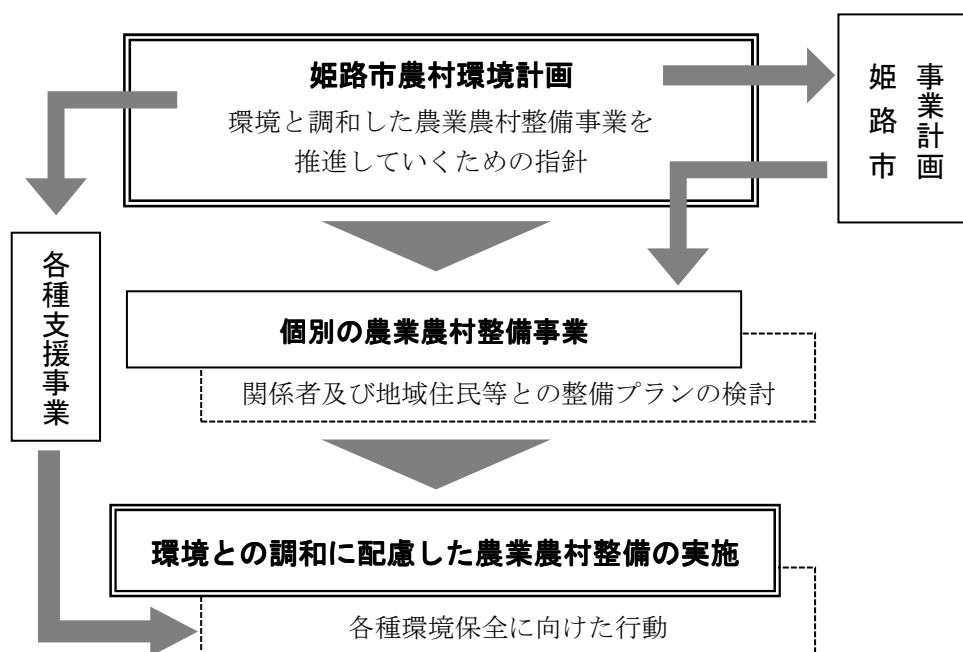 姫路市農村環境計画
環境と調和した農業農村整備事業を
推進していくための指針
姫路市
事業計画
各種支援事業
個別の農業農村整備事業
関係者及び地域住民等との整備プランの検討
環境との調和に配慮した農業農村整備の実施
各種環境保全に向けた行動